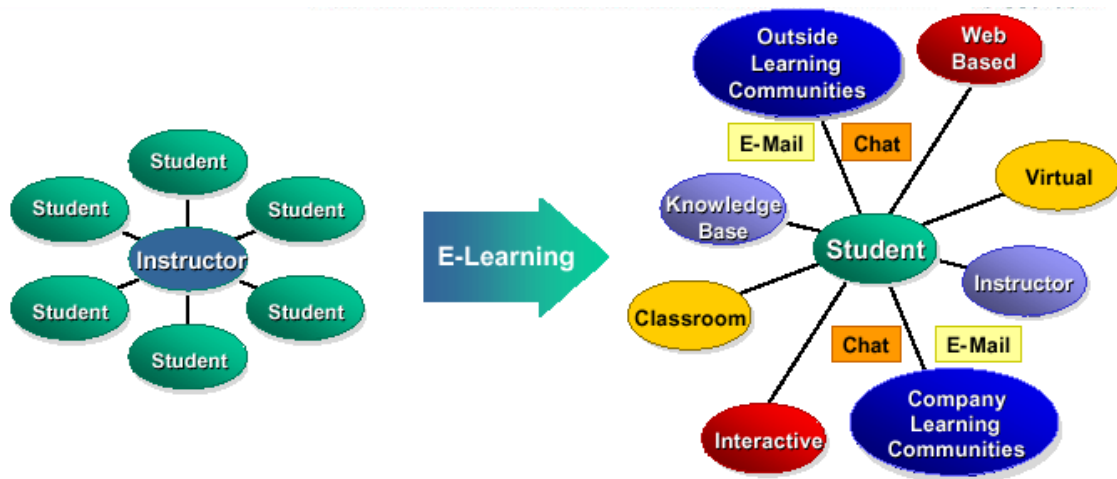 Student
Student
Student
Instructor
Student
Student
Student
E-Learning
Outside
Learning
Communities
Web
Based
E-Mail
Chat
Virtual
Knowledge
Base
Student
Instructor
Classroom
Chat
E-Mail
Interactive
Company
Learning
Communities